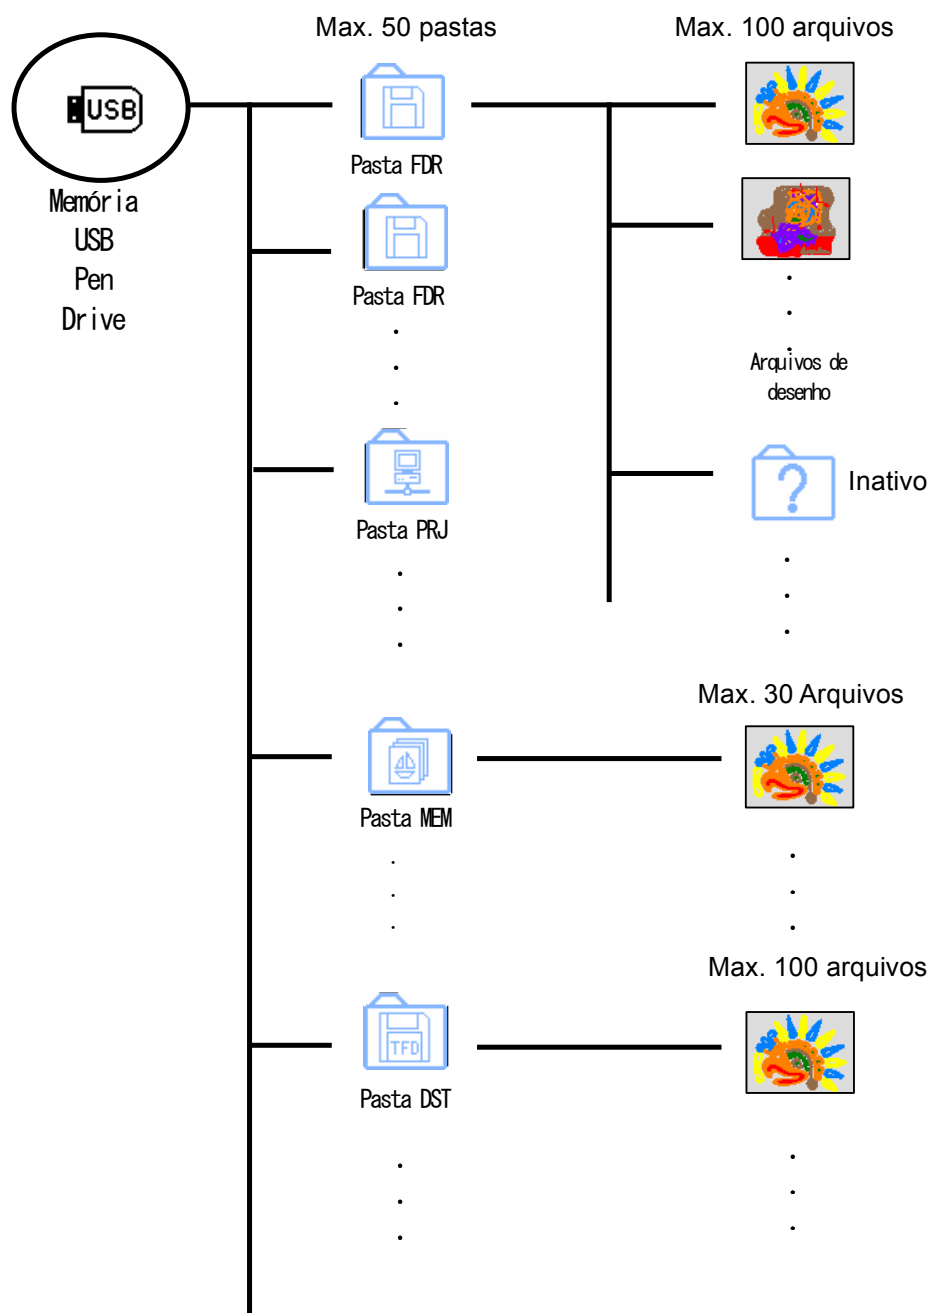 Max. 50 pastas
Max. 100 arquivos
USB
Memória
USB
Pen
Drive
Pasta FDR
Pasta FDR
Arquivos de
desenho
Inativo
?
Pasta PRJ
Max. 30 Arquivos
Pasta MEM
Max. 100 arquivos
TFD
Pasta DST